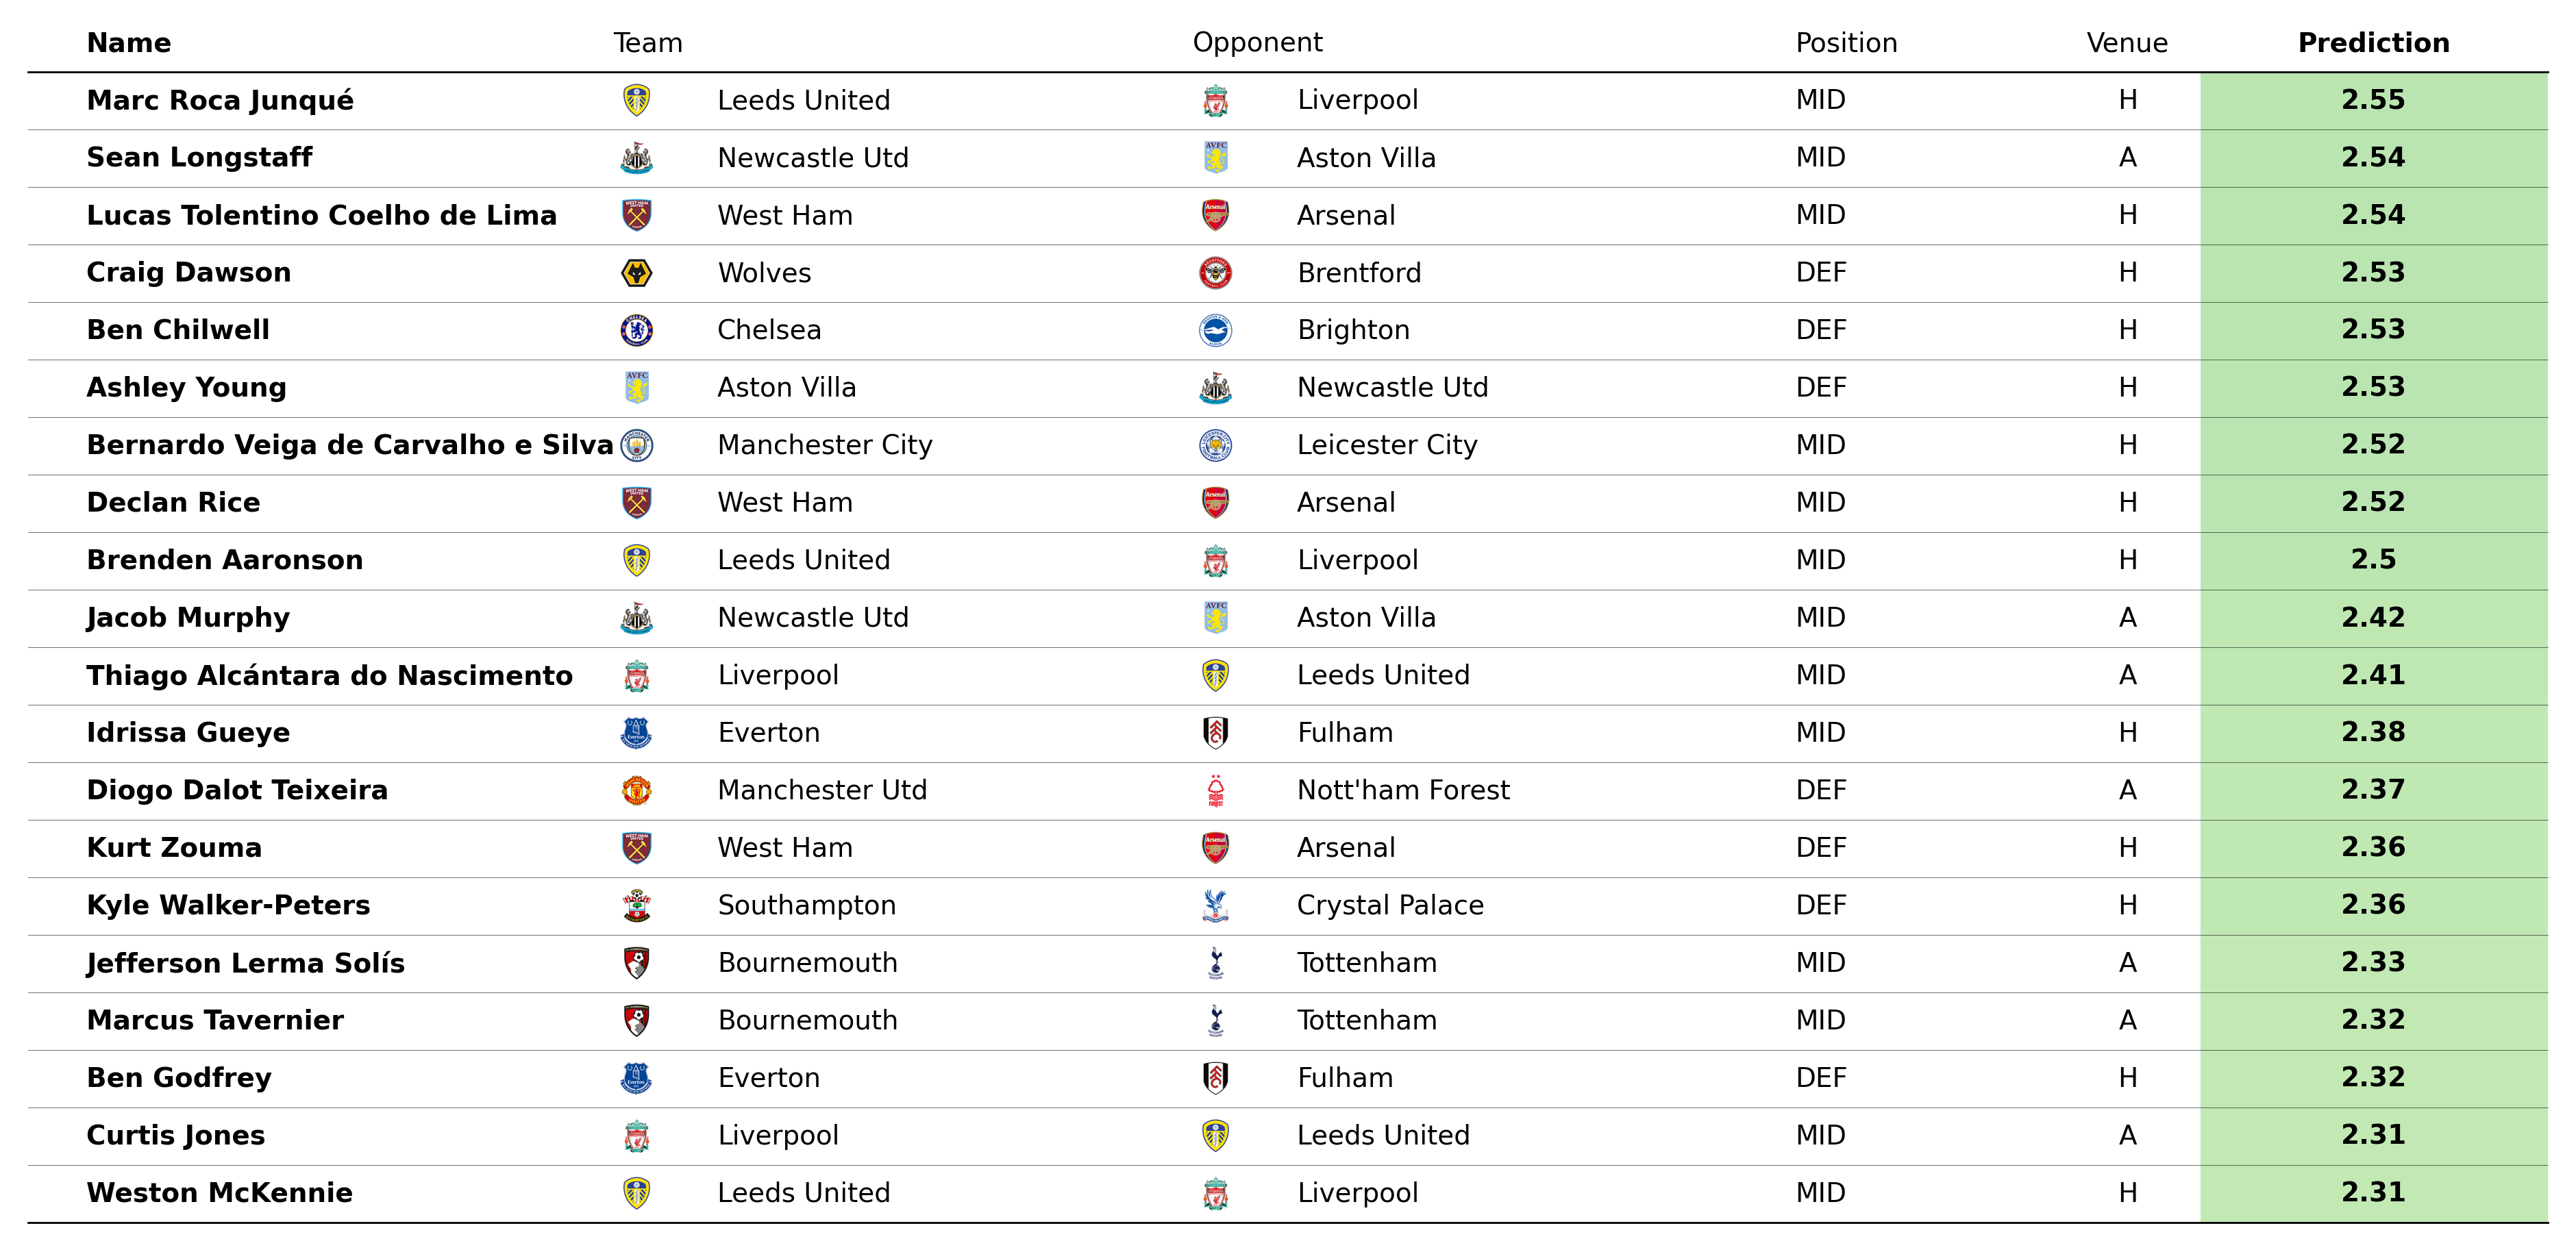 Name Team Opponent Position Venue Prediction
Marc Roca Junqué Leeds United Liverpool MID H 2.55
Sean Longstaff Newcastle Utd Aston Villa MID A 2.54
Lucas Tolentino Coelho de Lima West Ham Arsenal MID H 2.54
Craig Dawson Wolves Brentford DEF H 2.53
Ben Chilwell Chelsea Brighton DEF H 2.53
Ashley Young Aston Villa Newcastle Utd DEF H 2.53
Bernardo Veiga de Carvalho e Silva Manchester City Leicester City MID H 2.52
Declan Rice West Ham Arsenal MID H 2.52
Brenden Aaronson Leeds United Liverpool MID H 2.5
Jacob Murphy Newcastle Utd Aston Villa MID A 2.42
Thiago Alcántara do Nascimento Liverpool Leeds United MID A 2.41
Idrissa Gueye Everton Fulham MID H 2.38
Diogo Dalot Teixeira Manchester Utd Nott'ham Forest DEF A 2.37
Kurt Zouma West Ham Arsenal DEF H 2.36
Kyle Walker-Peters Southampton Crystal Palace DEF H 2.36
Jefferson Lerma Solís Bournemouth Tottenham MID A 2.33
Marcus Tavernier Bournemouth Tottenham MID A 2.32
Ben Godfrey Everton Fulham DEF H 2.32
Curtis Jones Liverpool Leeds United MID A 2.31
Weston McKennie Leeds United Liverpool MID H 2.31